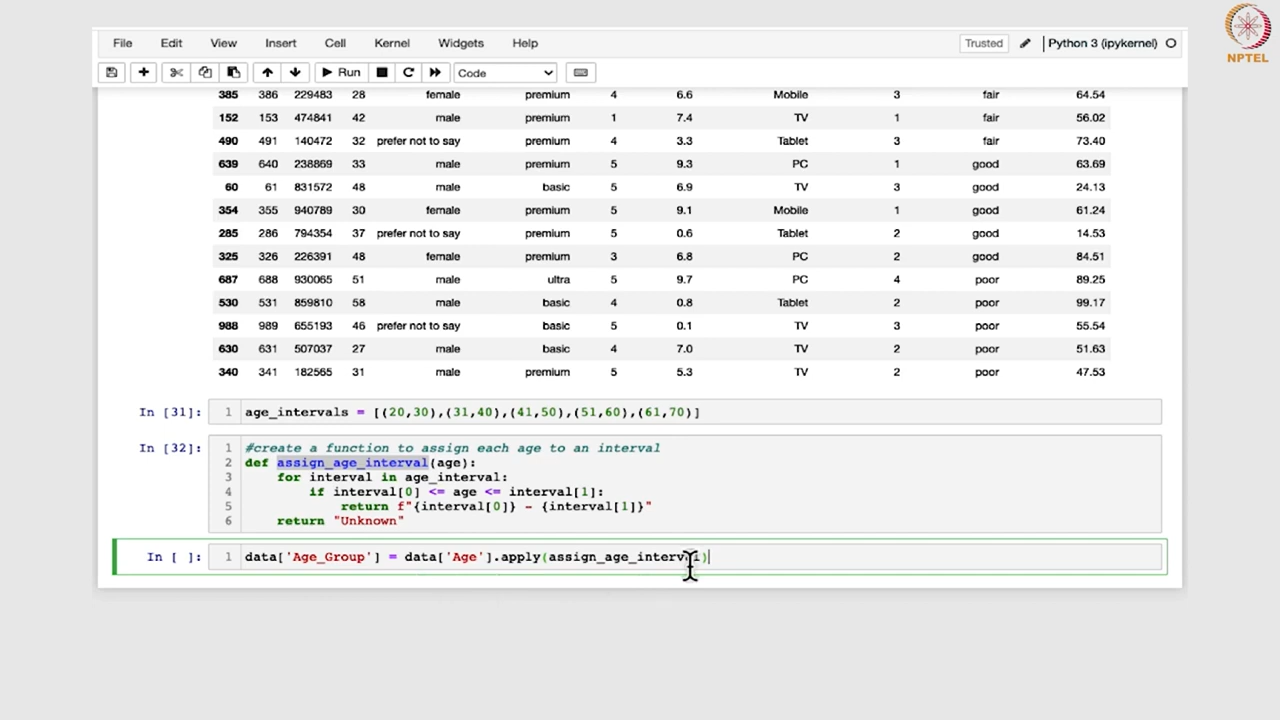 NPTEL
File Edit View Insert Cell Kernel Widgets Help Trusted Python 3 (ipykernel)
Run Code
385 386 229483 28 female premium 4 6.6 Mobile 3 fair 64.54
152 153 474841 42 male premium 1 7.4 TV 1 fair 56.02
490 491 140472 32 prefer not to say premium 4 3.3 Tablet 3 fair 73.40
639 640 238869 33 male premium 5 9.3 PC 1 good 63.69
60 61 831572 48 male basic 5 6.9 TV 3 good 24.13
354 355 940789 30 female premium 5 9.1 Mobile 1 good 61.24
285 286 794354 37 prefer not to say premium 5 0.6 Tablet 2 good 14.53
325 326 226391 48 female premium 3 6.8 PC 2 good 84.51
687 688 930065 51 male ultra 5 9.7 PC 4 poor 89.25
530 531 859810 58 male basic 4 0.8 Tablet 2 poor 99.17
988 989 655193 46 prefer not to say basic 5 0.1 TV 3 poor 55.54
630 631 507037 27 male basic 4 7.0 TV 2 poor 51.63
340 341 182565 31 male premium 5 5.3 TV 2 poor 47.53
In [31]: 1 age_intervals = [(20,30),(31,40),(41,50),(51,60),(61,70)]
In [32]: 1 #create a function to assign each age to an interval
2 def assign_age_interval(age):
3 for interval in age_interval:
4 if interval[0] <= age <= interval[1]:
5 return f"{interval[0]} - {interval[1]}"
6 return "Unknown"
In [ ]: 1 data['Age_Group'] = data['Age'].apply(assign_age_interval)